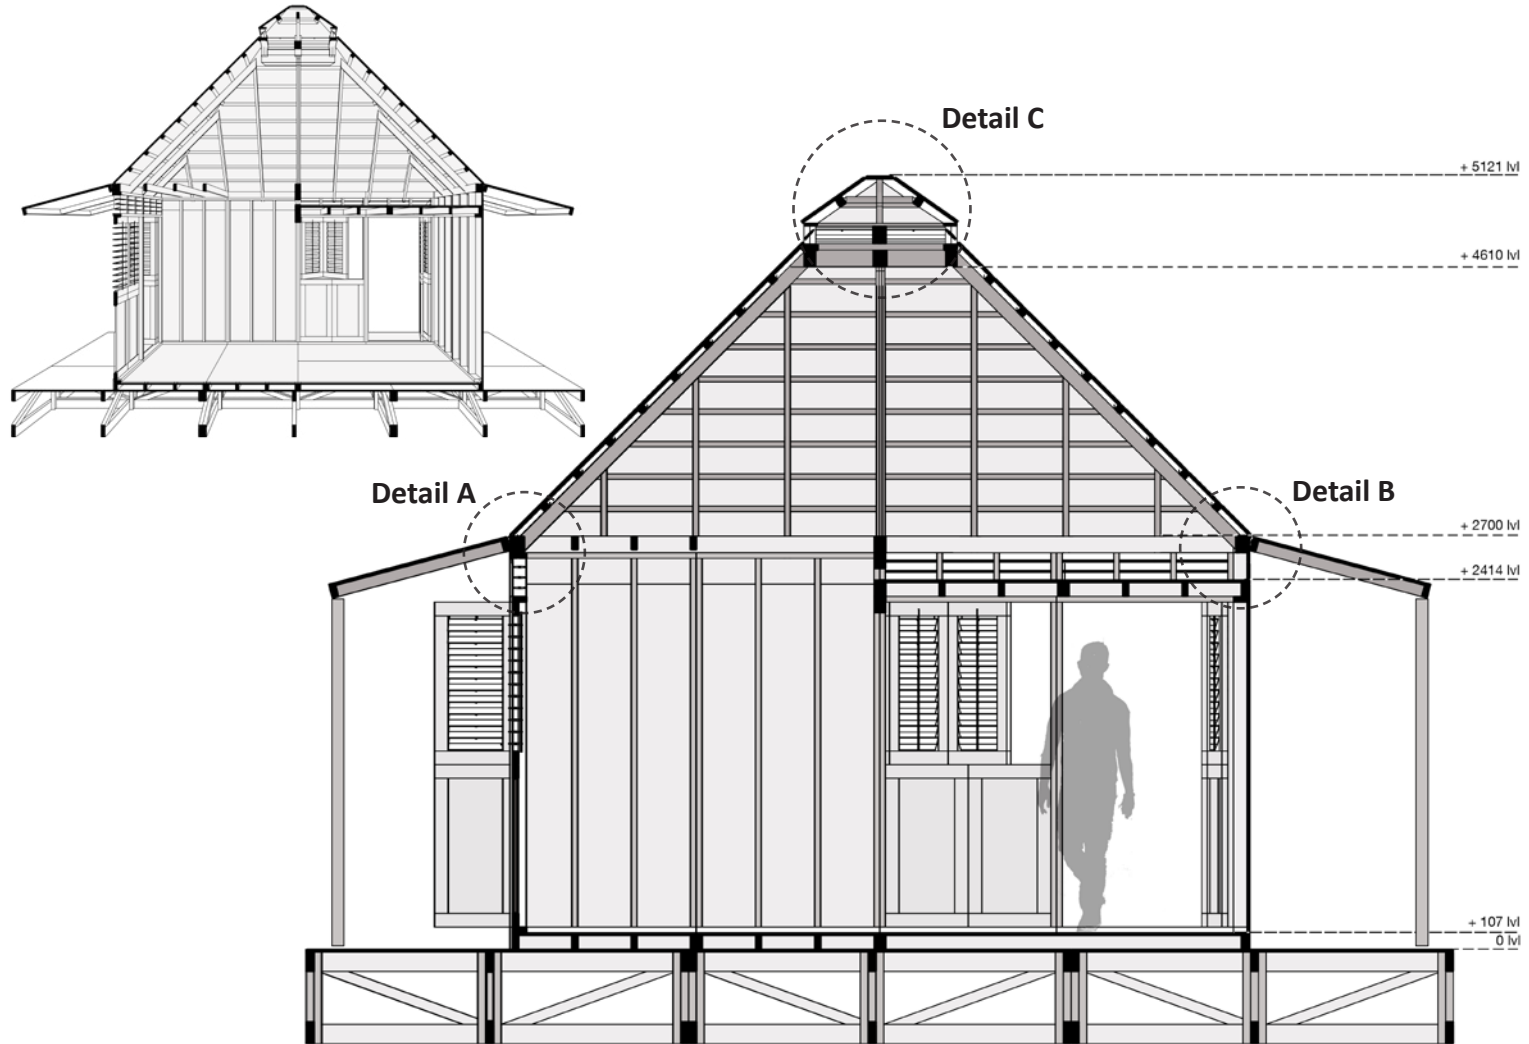 Detail C
+ 5121 lvl
+ 4610 lvl
Detail A
Detail B
+ 2700 lvl
+ 2414 lvl
+ 107 lvl
0 lvl